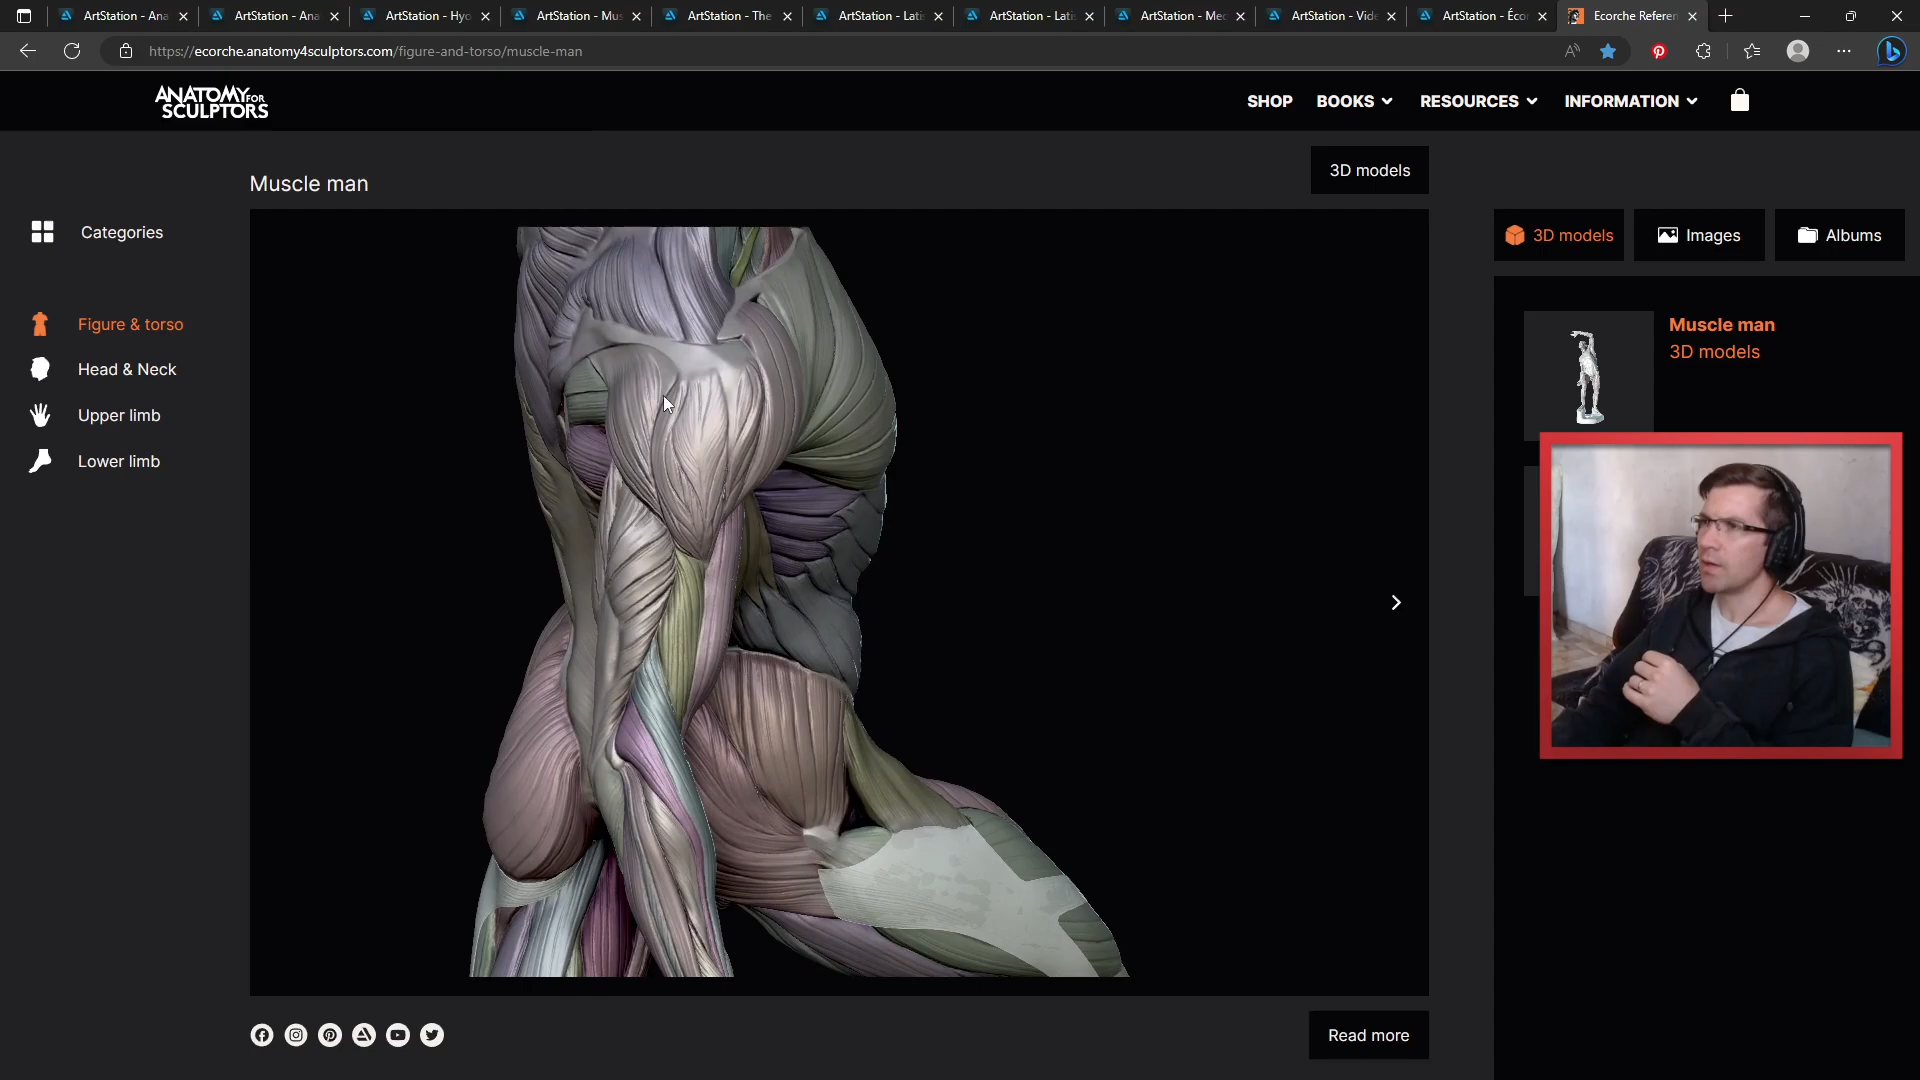 ArtStation - Ana
ArtStation - Ana
ArtStation - Hyo
ArtStation - Mus
ArtStation - The
ArtStation - Lati
ArtStation - Lati
ArtStation - Med
ArtStation - Vide
ArtStation - Écor
Ecorche Referen
https://ecorche.anatomy4sculptors.com/figure-and-torso/muscle-man
ANATOMY FOR
SCULPTORS
SHOP
BOOKS
RESOURCES
INFORMATION
Muscle man
3D models
Categories
Figure & torso
Head & Neck
Upper limb
Lower limb
3D models
Images
Albums
Muscle man
3D models
Read more